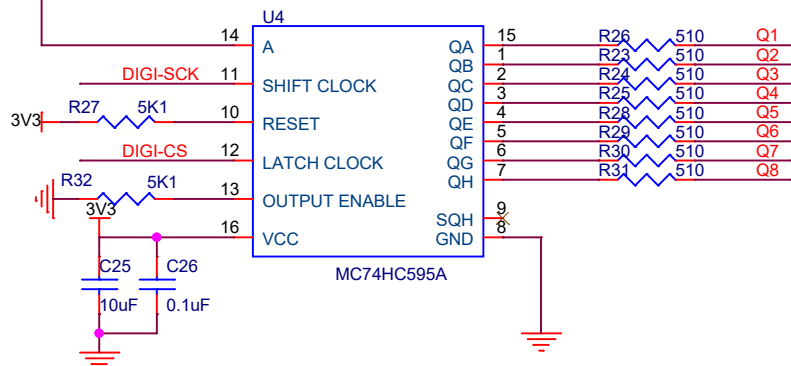 U4
14 A QA 15 R26 510 Q1
QB 1 R23 510 Q2
DIGI-SCK 11 SHIFT CLOCK QC 2 R24 510 Q3
QD 3 R25 510 Q4
3V3 R27 5K1 10 RESET QE 4 R28 510 Q5
QF 5 R29 510 Q6
DIGI-CS 12 LATCH CLOCK QG 6 R30 510 Q7
QH 7 R31 510 Q8
R32 5K1 13 OUTPUT ENABLE
SQH 9
3V3 16 VCC GND 8
C25 C26
MC74HC595A
10uF 0.1uF